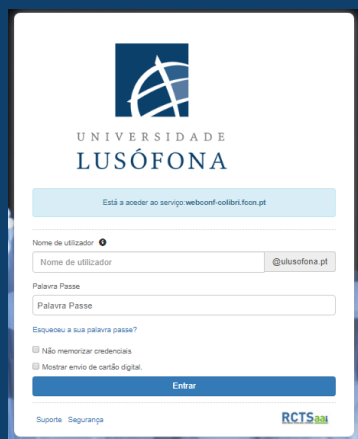 UNIVERSIDADE
LUSÓFONA
Está a aceder ao serviço:webconf-colibri.fccn.pt
Nome de utilizador
Nome de utilizador @ulusofona.pt
Palavra Passe
Palavra Passe
Esqueceu a sua palavra passe?
Não memorizar credenciais
Mostrar envio de cartão digital.
Entrar
Suporte Segurança RCTSaai